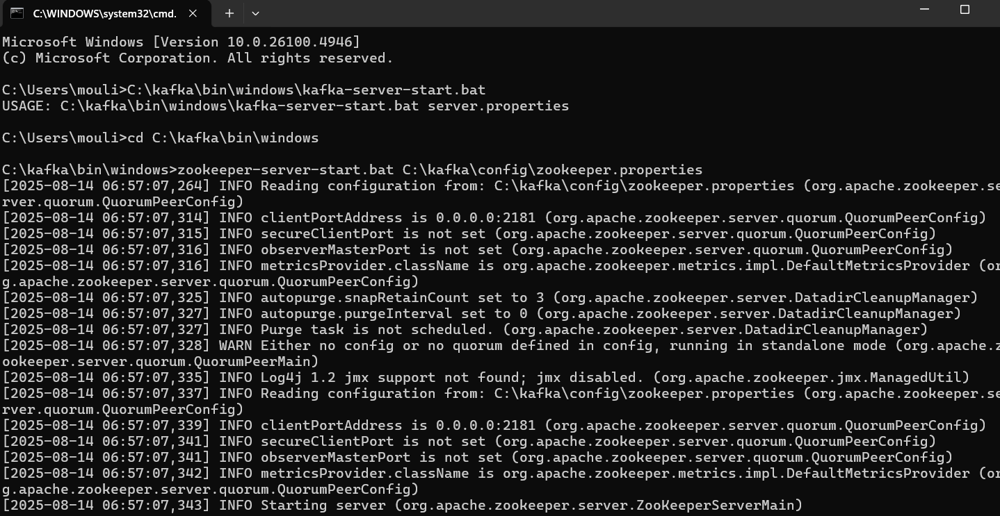 C:\WINDOWS\system32\cmd.
Microsoft Windows [Version 10.0.26100.4946]
(c) Microsoft Corporation. All rights reserved.
C:\Users\mouli>C:\kafka\bin\windows\kafka-server-start.bat
USAGE: C:\kafka\bin\windows\kafka-server-start.bat server.properties
C:\Users\mouli>cd C:\kafka\bin\windows
C:\kafka\bin\windows>zookeeper-server-start.bat C:\kafka\config\zookeeper.properties
[2025-08-14 06:57:07,264] INFO Reading configuration from: C:\kafka\config\zookeeper.properties (org.apache.zookeeper.se
rver.quorum.QuorumPeerConfig)
[2025-08-14 06:57:07,314] INFO clientPortAddress is 0.0.0.0:2181 (org.apache.zookeeper.server.quorum.QuorumPeerConfig)
[2025-08-14 06:57:07,315] INFO secureClientPort is not set (org.apache.zookeeper.server.quorum.QuorumPeerConfig)
[2025-08-14 06:57:07,316] INFO observerMasterPort is not set (org.apache.zookeeper.server.quorum.QuorumPeerConfig)
[2025-08-14 06:57:07,316] INFO metricsProvider.className is org.apache.zookeeper.metrics.impl.DefaultMetricsProvider (or
g.apache.zookeeper.server.quorum.QuorumPeerConfig)
[2025-08-14 06:57:07,325] INFO autopurge.snapRetainCount set to 3 (org.apache.zookeeper.server.DatadirCleanupManager)
[2025-08-14 06:57:07,327] INFO autopurge.purgeInterval set to 0 (org.apache.zookeeper.server.DatadirCleanupManager)
[2025-08-14 06:57:07,327] INFO Purge task is not scheduled. (org.apache.zookeeper.server.DatadirCleanupManager)
[2025-08-14 06:57:07,328] WARN Either no config or no quorum defined in config, running in standalone mode (org.apache.z
ookeeper.server.quorum.QuorumPeerMain)
[2025-08-14 06:57:07,335] INFO Log4j 1.2 jmx support not found; jmx disabled. (org.apache.zookeeper.jmx.ManagedUtil)
[2025-08-14 06:57:07,337] INFO Reading configuration from: C:\kafka\config\zookeeper.properties (org.apache.zookeeper.se
rver.quorum.QuorumPeerConfig)
[2025-08-14 06:57:07,339] INFO clientPortAddress is 0.0.0.0:2181 (org.apache.zookeeper.server.quorum.QuorumPeerConfig)
[2025-08-14 06:57:07,341] INFO secureClientPort is not set (org.apache.zookeeper.server.quorum.QuorumPeerConfig)
[2025-08-14 06:57:07,341] INFO observerMasterPort is not set (org.apache.zookeeper.server.quorum.QuorumPeerConfig)
[2025-08-14 06:57:07,342] INFO metricsProvider.className is org.apache.zookeeper.metrics.impl.DefaultMetricsProvider (or
g.apache.zookeeper.server.quorum.QuorumPeerConfig)
[2025-08-14 06:57:07,343] INFO Starting server (org.apache.zookeeper.server.ZooKeeperServerMain)